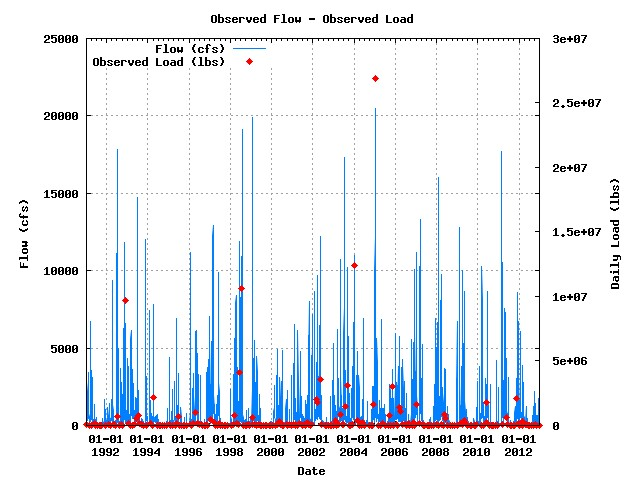 Observed Flow - Observed Load
25000
20000
15000
10000
5000
0
Flow (cfs)
Flow (cfs)
Observed Load (lbs)
3e+07
2.5e+07
2e+07
1.5e+07
1e+07
5e+06
0
Daily Load (lbs)
01-01 01-01 01-01 01-01 01-01 01-01 01-01 01-01 01-01 01-01 01-01
1992 1994 1996 1998 2000 2002 2004 2006 2008 2010 2012
Date